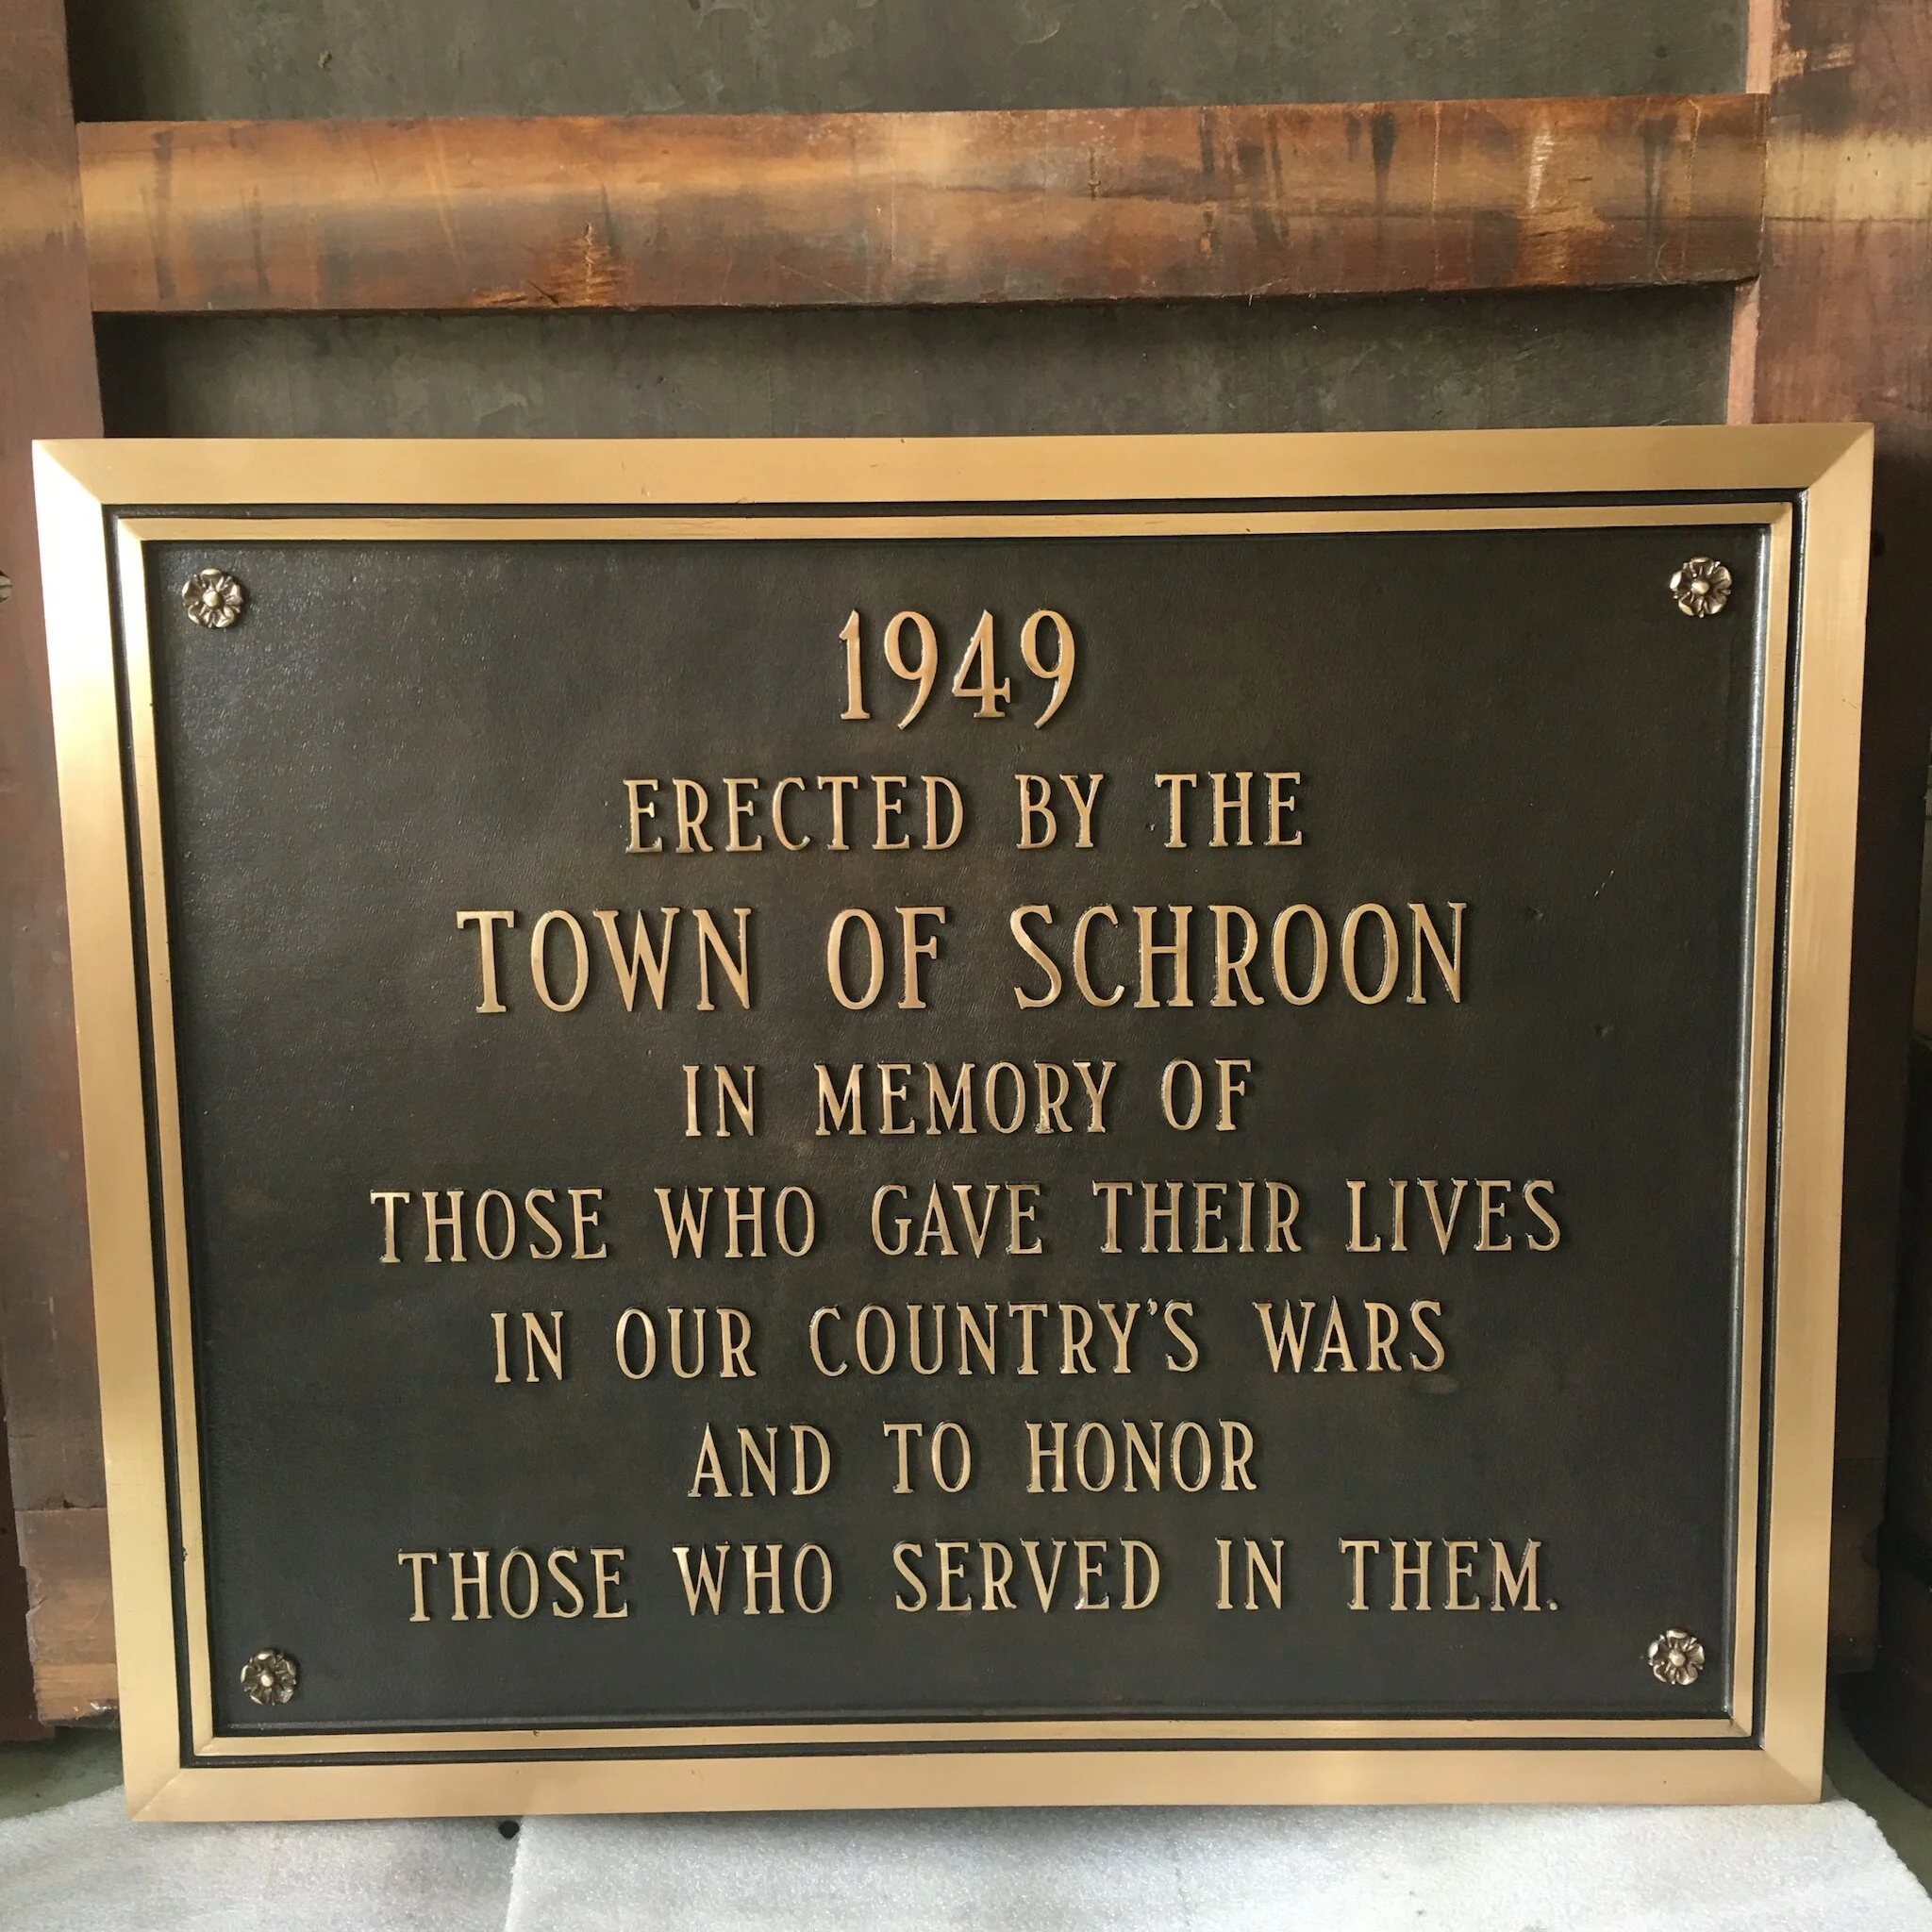 1949
ERECTED BY THE
TOWN OF SCHROON
IN MEMORY OF
THOSE WHO GAVE THEIR LIVES
IN OUR COUNTRY'S WARS
AND TO HONOR
THOSE WHO SERVED IN THEM.